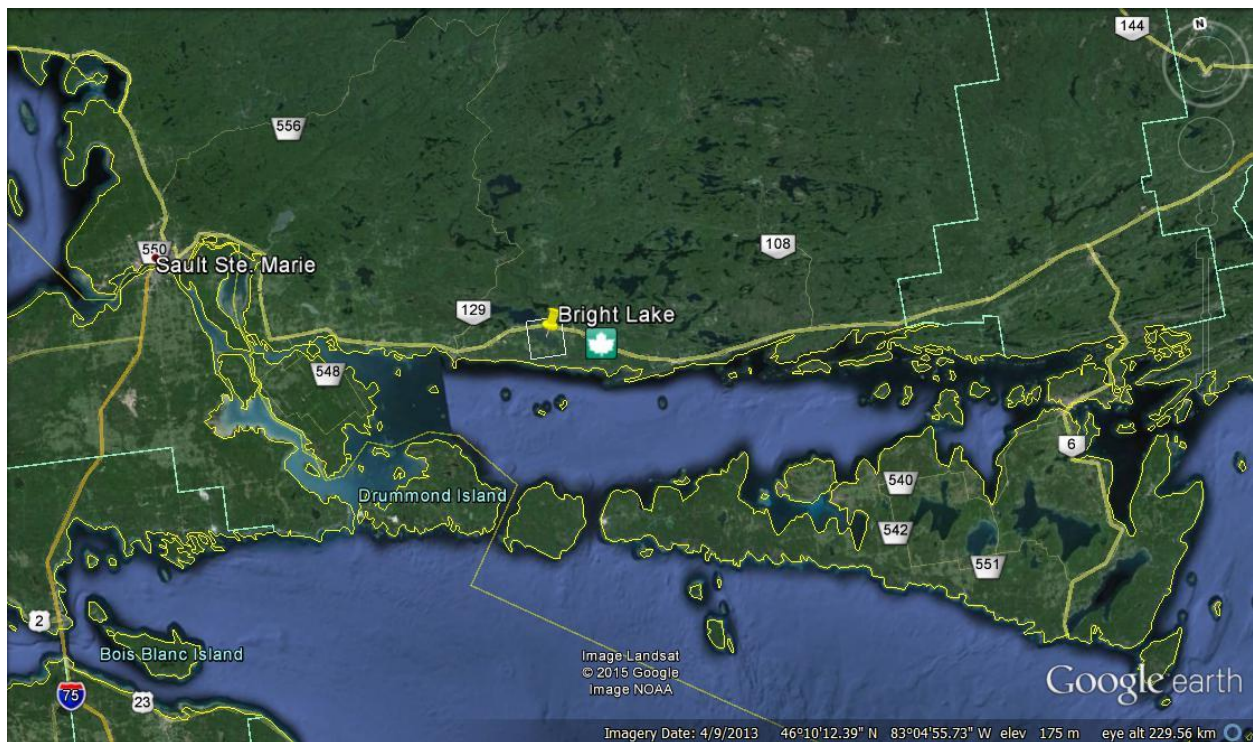 N
144
556
550
Sault Ste. Marie
108
129
Bright Lake
548
6
540
Drummond Island
542
551
2
Bois Blanc Island
Image Landsat
© 2015 Google
Image NOAA
Google earth
75
23
Imagery Date: 4/9/2013 46°10'12.39" N 83°04'55.73" W elev 175 m eye alt 229.56 km